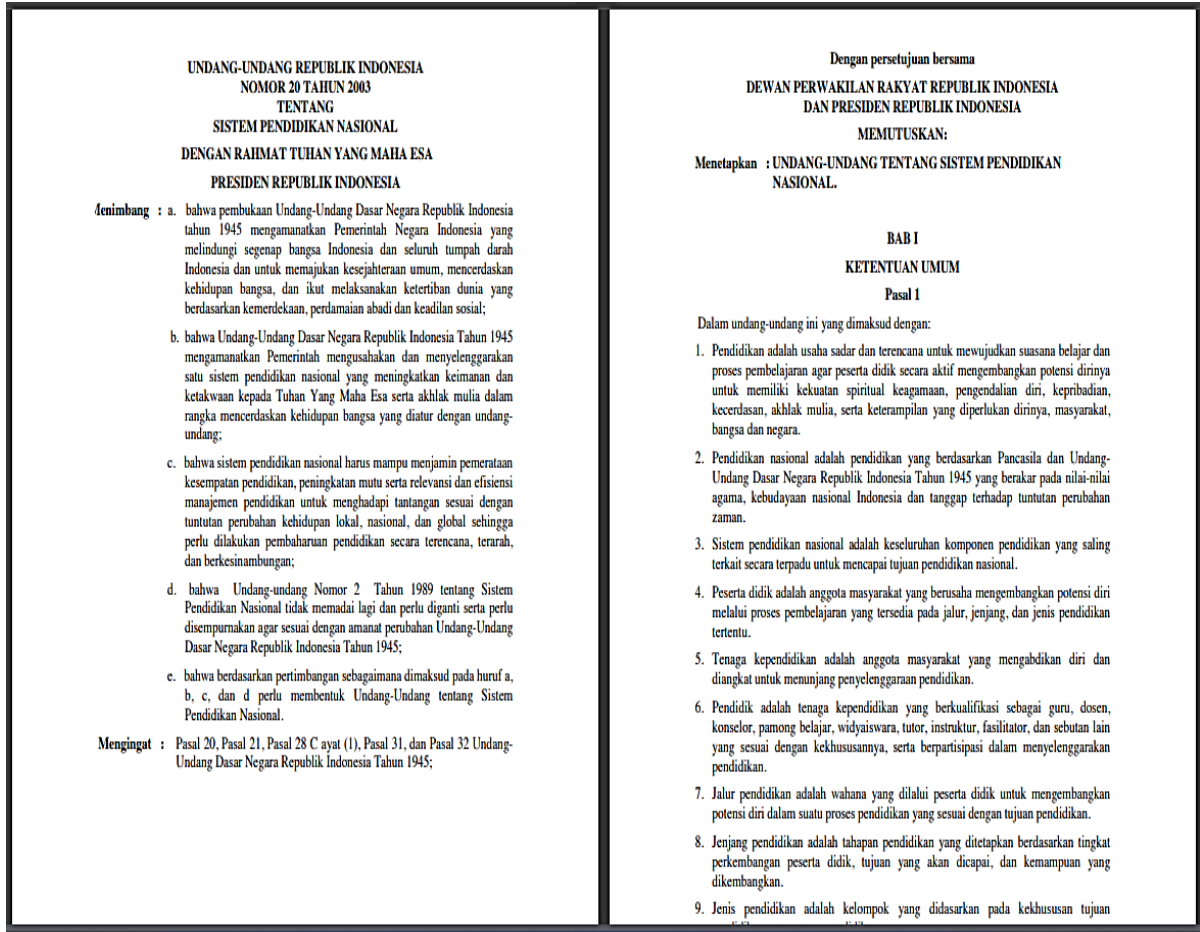 UNDANG-UNDANG REPUBLIK INDONESIA
NOMOR 20 TAHUN 2003
TENTANG
SISTEM PENDIDIKAN NASIONAL
DENGAN RAHMAT TUHAN YANG MAHA ESA
PRESIDEN REPUBLIK INDONESIA
Menimbang : a. bahwa pembukaan Undang-Undang Dasar Negara Republik Indonesia
tahun 1945 mengamanatkan Pemerintah Negara Indonesia yang
melindungi segenap bangsa Indonesia dan seluruh tumpah darah
Indonesia dan untuk memajukan kesejahteraan umum, mencerdaskan
kehidupan bangsa, dan ikut melaksanakan ketertiban dunia yang
berdasarkan kemerdekaan, perdamaian abadi dan keadilan sosial;
b. bahwa Undang-Undang Dasar Negara Republik Indonesia Tahun 1945
mengamanatkan Pemerintah mengusahakan dan menyelenggarakan
satu sistem pendidikan nasional yang meningkatkan keimanan dan
ketakwaan kepada Tuhan Yang Maha Esa serta akhlak mulia dalam
rangka mencerdaskan kehidupan bangsa yang diatur dengan undang-
undang;
c. bahwa sistem pendidikan nasional harus mampu menjamin pemerataan
kesempatan pendidikan, peningkatan mutu serta relevansi dan efisiensi
manajemen pendidikan untuk menghadapi tantangan sesuai dengan
tuntutan perubahan kehidupan lokal, nasional, dan global sehingga
perlu dilakukan pembaharuan pendidikan secara terencana, terarah,
dan berkesinambungan;
d. bahwa Undang-undang Nomor 2 Tahun 1989 tentang Sistem
Pendidikan Nasional tidak memadai lagi dan perlu diganti serta perlu
disempurnakan agar sesuai dengan amanat perubahan Undang-Undang
Dasar Negara Republik Indonesia Tahun 1945;
e. bahwa berdasarkan pertimbangan sebagaimana dimaksud pada huruf a,
b, c, dan d perlu membentuk Undang-Undang tentang Sistem
Pendidikan Nasional.
Mengingat : Pasal 20, Pasal 21, Pasal 28 C ayat (1), Pasal 31, dan Pasal 32 Undang-
Undang Dasar Negara Republik Indonesia Tahun 1945;
Dengan persetujuan bersama
DEWAN PERWAKILAN RAKYAT REPUBLIK INDONESIA
DAN PRESIDEN REPUBLIK INDONESIA
MEMUTUSKAN:
Menetapkan : UNDANG-UNDANG TENTANG SISTEM PENDIDIKAN
NASIONAL.
BAB I
KETENTUAN UMUM
Pasal 1
Dalam undang-undang ini yang dimaksud dengan:
1. Pendidikan adalah usaha sadar dan terencana untuk mewujudkan suasana belajar dan
proses pembelajaran agar peserta didik secara aktif mengembangkan potensi dirinya
untuk memiliki kekuatan spiritual keagamaan, pengendalian diri, kepribadian,
kecerdasan, akhlak mulia, serta keterampilan yang diperlukan dirinya, masyarakat,
bangsa dan negara.
2. Pendidikan nasional adalah pendidikan yang berdasarkan Pancasila dan Undang-
Undang Dasar Negara Republik Indonesia Tahun 1945 yang berakar pada nilai-nilai
agama, kebudayaan nasional Indonesia dan tanggap terhadap tuntutan perubahan
zaman.
3. Sistem pendidikan nasional adalah keseluruhan komponen pendidikan yang saling
terkait secara terpadu untuk mencapai tujuan pendidikan nasional.
4. Peserta didik adalah anggota masyarakat yang berusaha mengembangkan potensi diri
melalui proses pembelajaran yang tersedia pada jalur, jenjang, dan jenis pendidikan
tertentu.
5. Tenaga kependidikan adalah anggota masyarakat yang mengabdikan diri dan
diangkat untuk menunjang penyelenggaraan pendidikan.
6. Pendidik adalah tenaga kependidikan yang berkualifikasi sebagai guru, dosen,
konselor, pamong belajar, widyaiswara, tutor, instruktur, fasilitator, dan sebutan lain
yang sesuai dengan kekhususannya, serta berpartisipasi dalam menyelenggarakan
pendidikan.
7. Jalur pendidikan adalah wahana yang dilalui peserta didik untuk mengembangkan
potensi diri dalam suatu proses pendidikan yang sesuai dengan tujuan pendidikan.
8. Jenjang pendidikan adalah tahapan pendidikan yang ditetapkan berdasarkan tingkat
perkembangan peserta didik, tujuan yang akan dicapai, dan kemampuan yang
dikembangkan.
9. Jenis pendidikan adalah kelompok yang didasarkan pada kekhususan tujuan